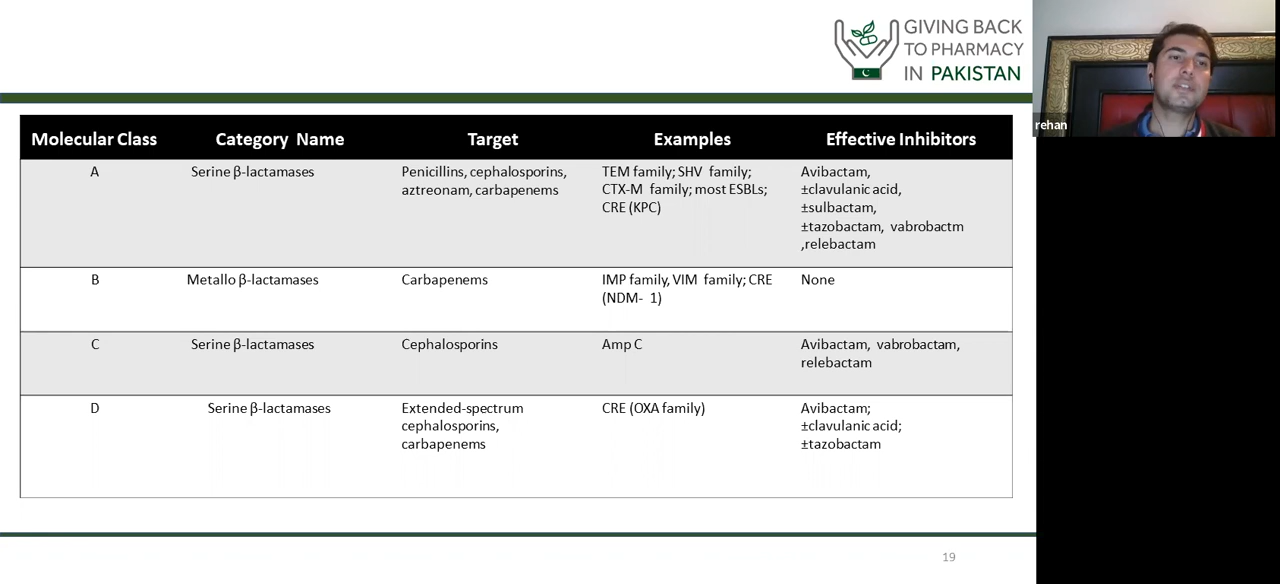 GIVING BACK
TO PHARMACY
IN PAKISTAN
rehan
Molecular Class Category Name Target Examples Effective Inhibitors
A
Serine β-lactamases
Penicillins, cephalosporins,
aztreonam, carbapenems
TEM family; SHV family;
CTX-M family; most ESBLs;
CRE (KPC)
Avibactam,
±clavulanic acid,
±sulbactam,
±tazobactam, vabrobactm
,relebactam
B
Metallo β-lactamases
Carbapenems
IMP family, VIM family; CRE
(NDM- 1)
None
C
Serine β-lactamases
Cephalosporins
Amp C
Avibactam, vabrobactam,
relebactam
D
Serine β-lactamases
Extended-spectrum
cephalosporins,
carbapenems
CRE (OXA family)
Avibactam;
±clavulanic acid;
±tazobactam
19